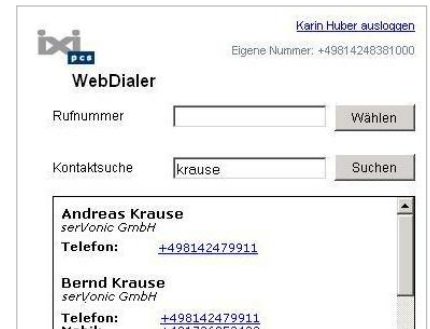 Karin Huber ausloggen
ixi
pcs
Eigene Nummer: +49814248381000
WebDialer
Rufnummer
Wählen
Kontaktsuche
krause
Suchen
Andreas Krause
serVonic GmbH
Telefon: +498142479911
Bernd Krause
serVonic GmbH
Telefon: +498142479911